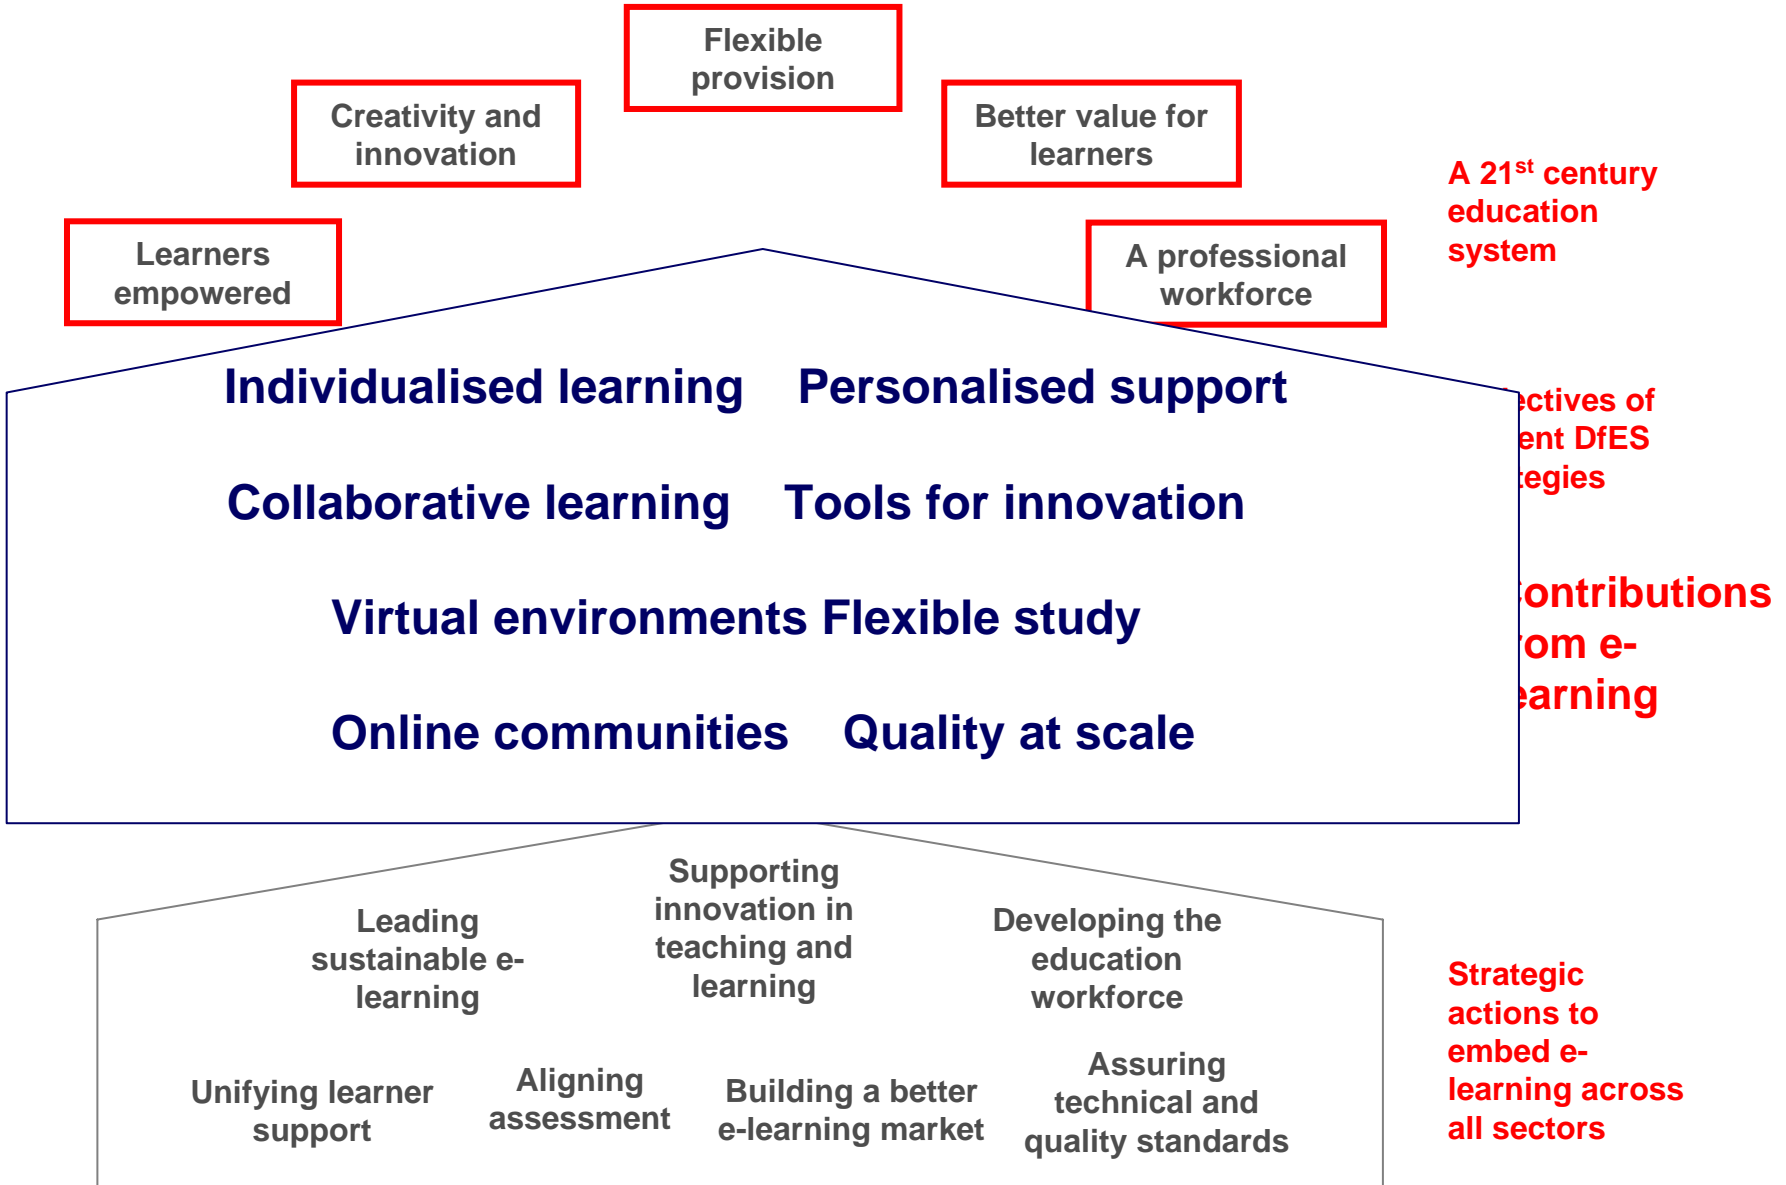 Flexible
provision
Creativity and
innovation
Better value for
learners
A 21st century
education
system
Learners
empowered
A professional
workforce
Individualised learning Personalised support
of
DfES
Collaborative learning Tools for innovation
Virtual environments Flexible study
e-
Online communities Quality at scale
Supporting
innovation in
teaching and
learning
Leading
sustainable e-
learning
Developing the
education
workforce
Strategic
actions to
embed e-
learning across
all sectors
Unifying learner
support
Aligning
assessment
Building a better
e-learning market
Assuring
technical and
quality standards